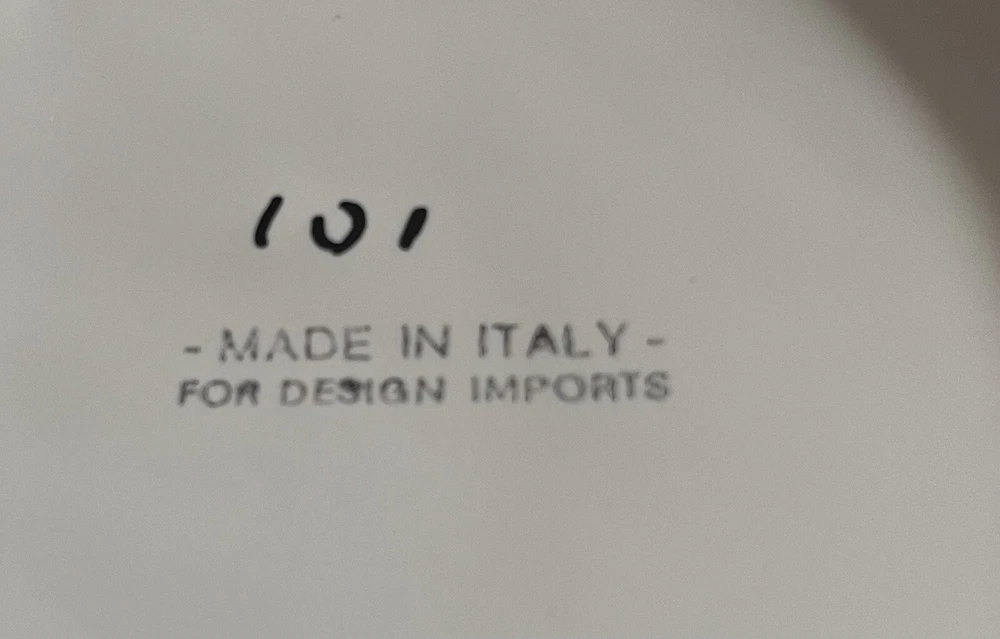 101
- MADE IN ITALY -
FOR DESIGN IMPORTS